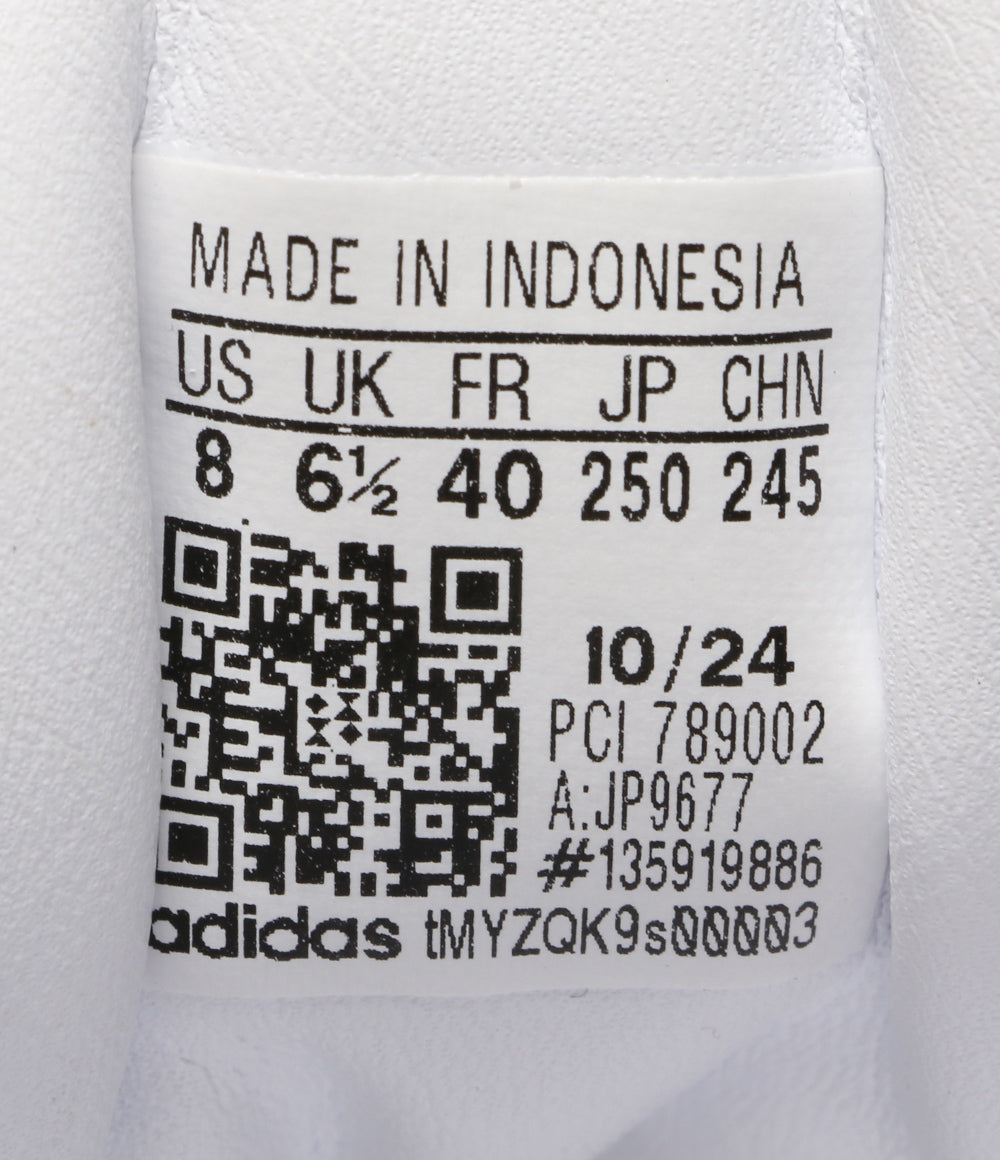 MADE IN INDONESIA
US UK FR JP CHN
8 6½ 40 250 245
10/24
PCI 789002
A:JP9677
#135919886
adidas tMYZQK9s00003